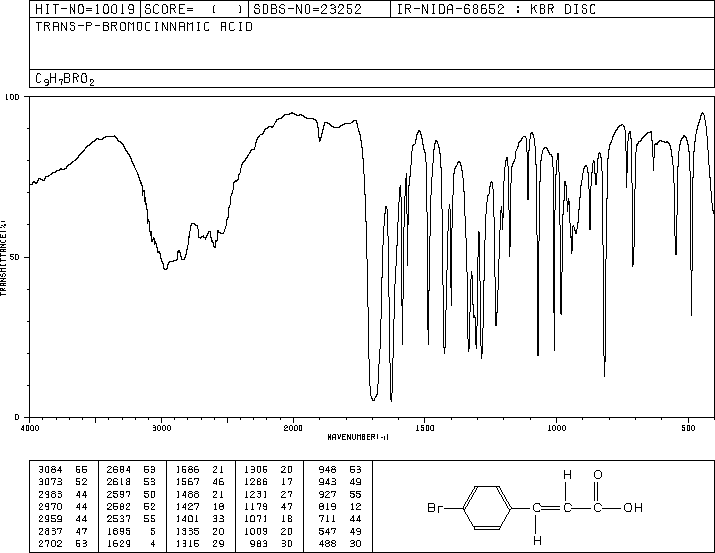 HIT-NO=10019 SCORE= ( ) SDBS-NO=23252 IR-NIDA-68652 : KBR DISC
TRANS-P-BROMOCINNAMIC ACID
C9H7BRO2
100
50
0
TRANSMITTANCE(%)
4000 3000 2000 1500 1000 500
WAVENUMBER(-1)
3084 55 2684 53 1586 21 1306 20 948 53
3073 52 2618 53 1567 46 1286 17 943 49
2983 44 2597 50 1488 21 1231 27 927 55
2970 44 2582 52 1427 18 1179 47 819 12
2959 44 2537 55 1401 33 1071 18 711 44
2837 47 1695 5 1335 20 1009 20 547 49
2702 53 1629 4 1315 29 983 30 488 30
H O
Br C C C OH
H